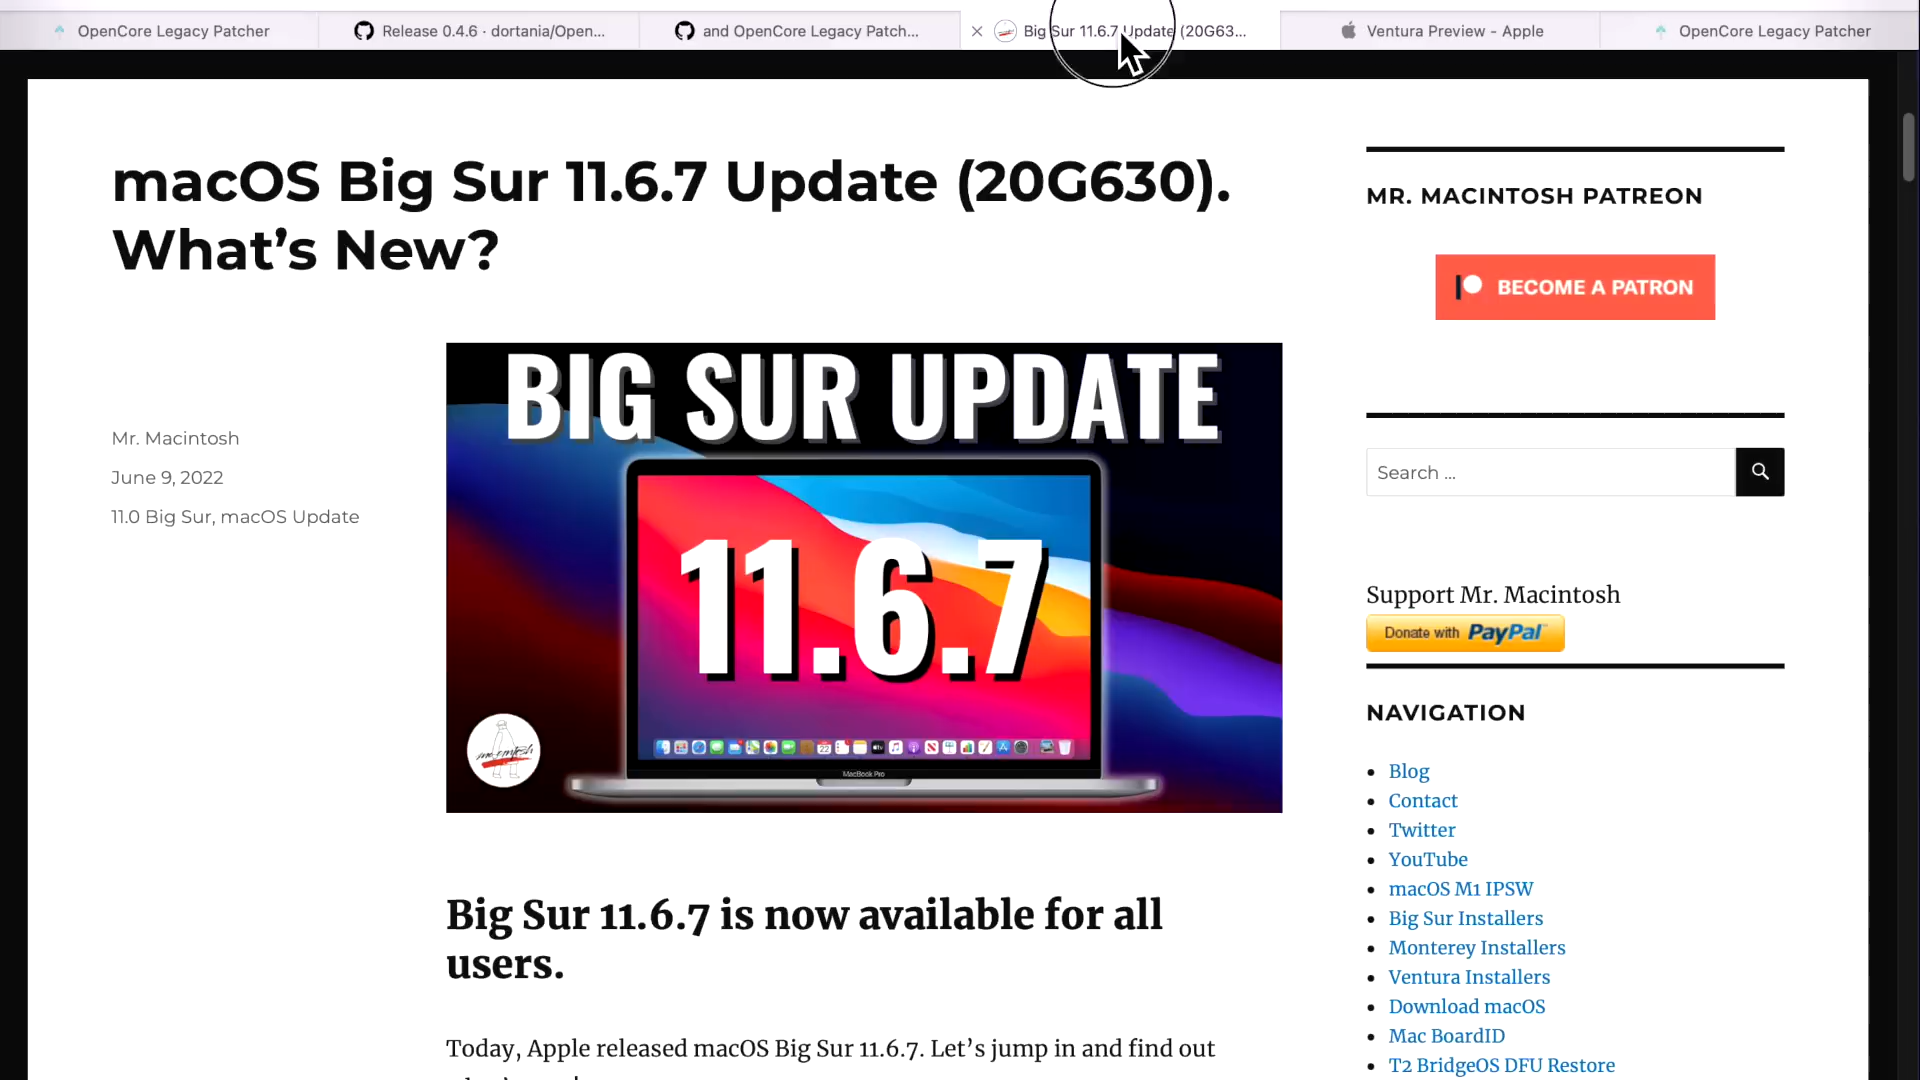 OpenCore Legacy Patcher
Release 0.4.6 · dortania/Open...
and OpenCore Legacy Patch...
Big Sur 11.6.7 Update (20G63...
Ventura Preview - Apple
OpenCore Legacy Patcher
macOS Big Sur 11.6.7 Update (20G630).
What's New?
Mr. Macintosh
June 9, 2022
11.0 Big Sur, macOS Update
BIG SUR UPDATE
11.6.7
MacBook Pro
Big Sur 11.6.7 is now available for all
users.
Today, Apple released macOS Big Sur 11.6.7. Let's jump in and find out
MR. MACINTOSH PATREON
BECOME A PATRON
Search …
Support Mr. Macintosh
Donate with PayPal
NAVIGATION
Blog
Contact
Twitter
YouTube
macOS M1 IPSW
Big Sur Installers
Monterey Installers
Ventura Installers
Download macOS
Mac BoardID
T2 BridgeOS DFU Restore